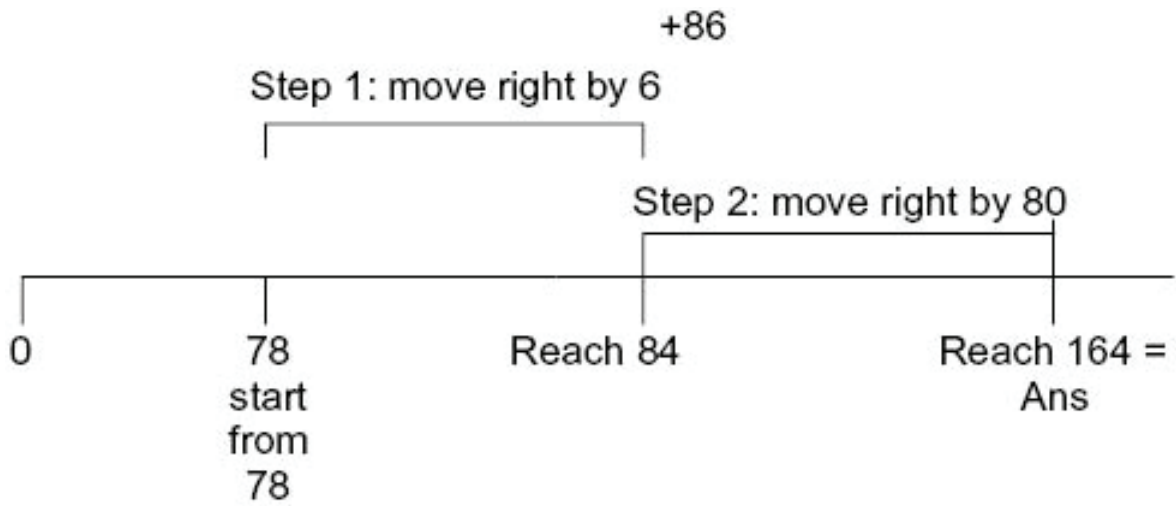 +86
Step 1: move right by 6
Step 2: move right by 80
0
78
start
from
78
Reach 84
Reach 164 =
Ans